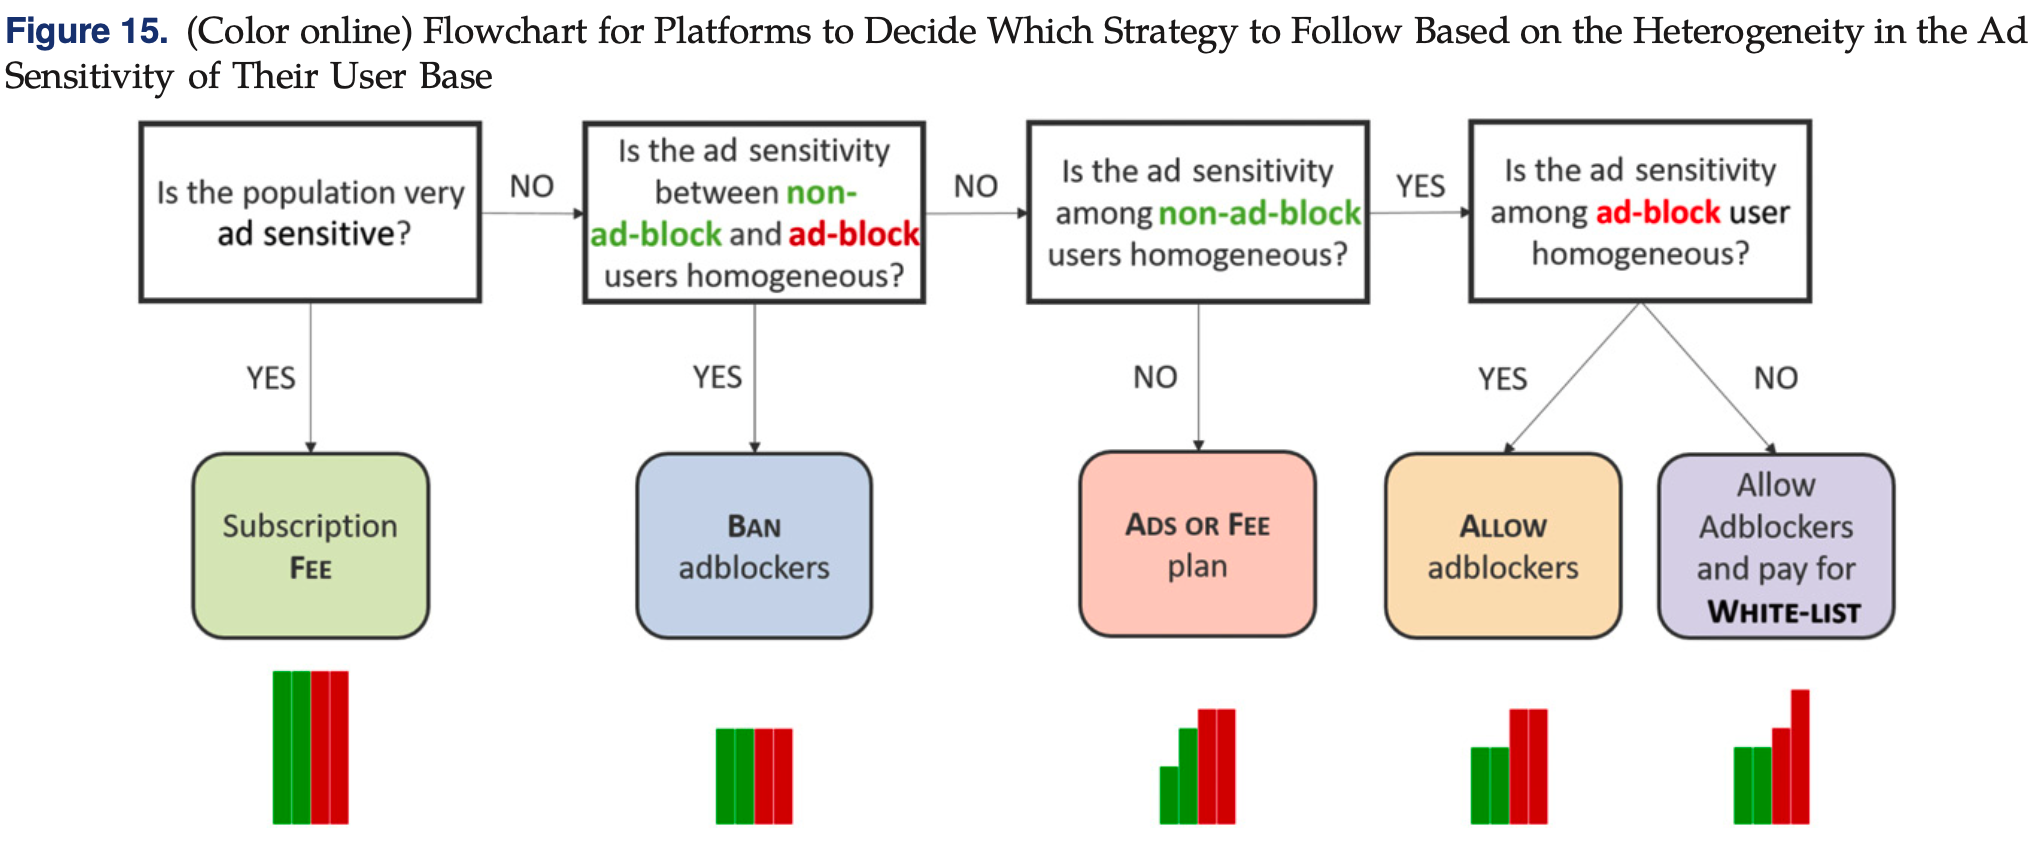 Figure 15. (Color online) Flowchart for Platforms to Decide Which Strategy to Follow Based on the Heterogeneity in the Ad
Sensitivity of Their User Base
Is the population very
ad sensitive?
NO
Is the ad sensitivity
between non-
ad-block and ad-block
users homogeneous?
NO
Is the ad sensitivity
among non-ad-block
users homogeneous?
YES
Is the ad sensitivity
among ad-block user
homogeneous?
YES
YES
NO
YES
NO
Subscription
FEE
BAN
adblockers
ADS OR FEE
plan
ALLOW
adblockers
Allow
Adblockers
and pay for
WHITE-LIST